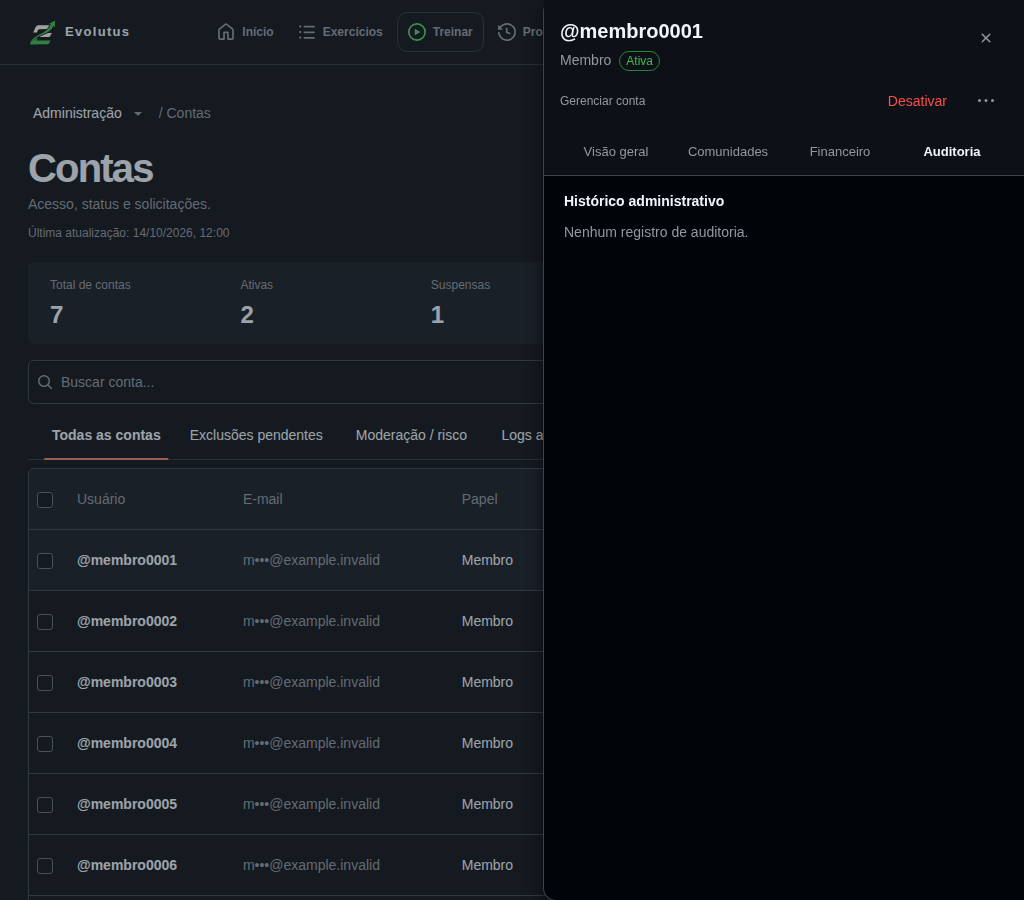 Evolutus
Início
Exercícios
Treinar
Administração
/ Contas
Contas
Acesso, status e solicitações.
Última atualização: 14/10/2026, 12:00
Total de contas
Ativas
Suspensas
7
2
1
Buscar conta...
Todas as contas
Exclusões pendentes
Moderação / risco
Logs a
Usuário
E-mail
Papel
@membro0001
m•••@example.invalid
Membro
@membro0002
m•••@example.invalid
Membro
@membro0003
m•••@example.invalid
Membro
@membro0004
m•••@example.invalid
Membro
@membro0005
m•••@example.invalid
Membro
@membro0006
m•••@example.invalid
Membro
@membro0001
Membro
Ativa
Gerenciar conta
Desativar
Visão geral
Comunidades
Financeiro
Auditoria
Histórico administrativo
Nenhum registro de auditoria.